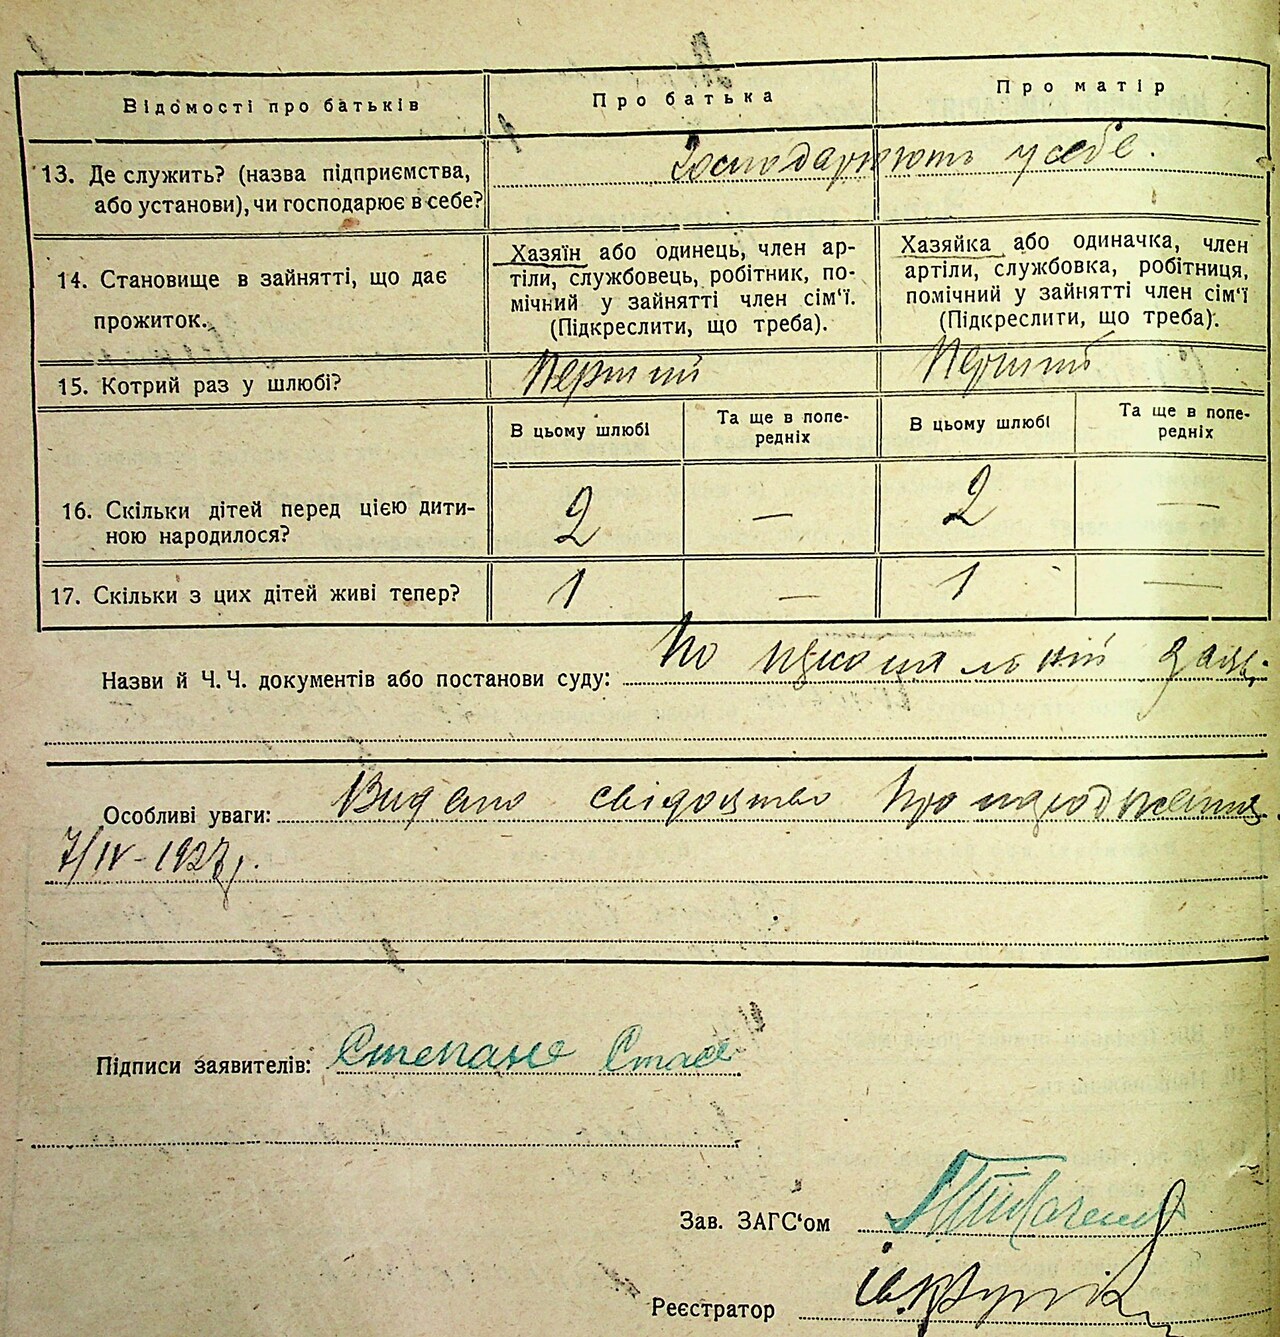 Відомості про батьків
Про батька
Про матір
13. Де служить? (назва підприємства,
або установи), чи господарює в себе?
Господарюють у себе.
14. Становище в зайнятті, що дає
прожиток.
Хазяїн або одинець, член ар-
тіли, службовець, робітник, по-
мічний у зайнятті член сім‘ї.
(Підкреслити, що треба).
Хазяйка або одиначка, член
артіли, службовка, робітниця,
помічний у зайнятті член сім‘ї
(Підкреслити, що треба).
15. Котрий раз у шлюбі?
Перший
Перший
В цьому шлюбі
Та ще в попе-
редніх
В цьому шлюбі
Та ще в попе-
редніх
16. Скільки дітей перед цією дити-
ною народилося?
2
—
2
—
17. Скільки з цих дітей живі тепер?
1
—
1
—
Назви й Ч. Ч. документів або постанови суду: По
Особливі уваги: Видано свідоцтво про народження
7/IV-1927р.
Підписи заявителів: Степане
Зав. ЗАГС‘ом
Реєстратор